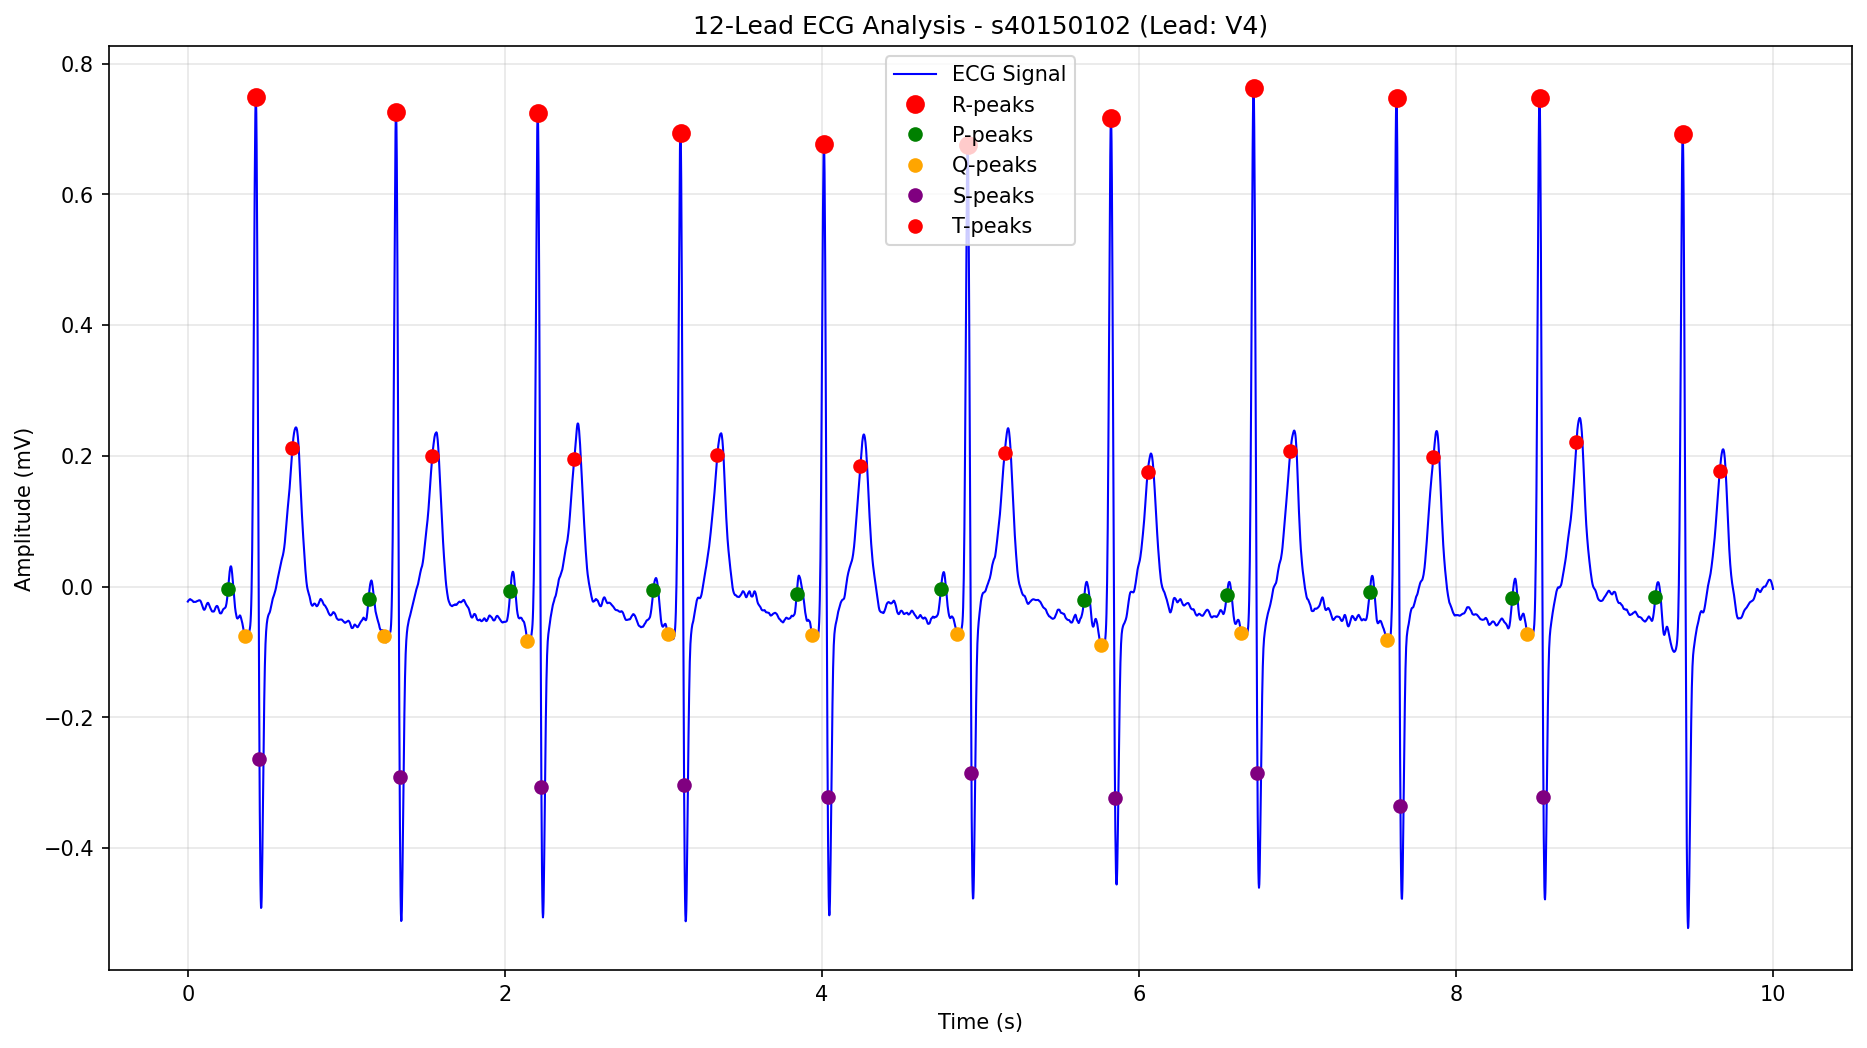 12-Lead ECG Analysis - s40150102 (Lead: V4)
ECG Signal
R-peaks
P-peaks
Q-peaks
S-peaks
T-peaks
Amplitude (mV)
0.8
0.6
0.4
0.2
0.0
−0.2
−0.4
0 2 4 6 8 10
Time (s)